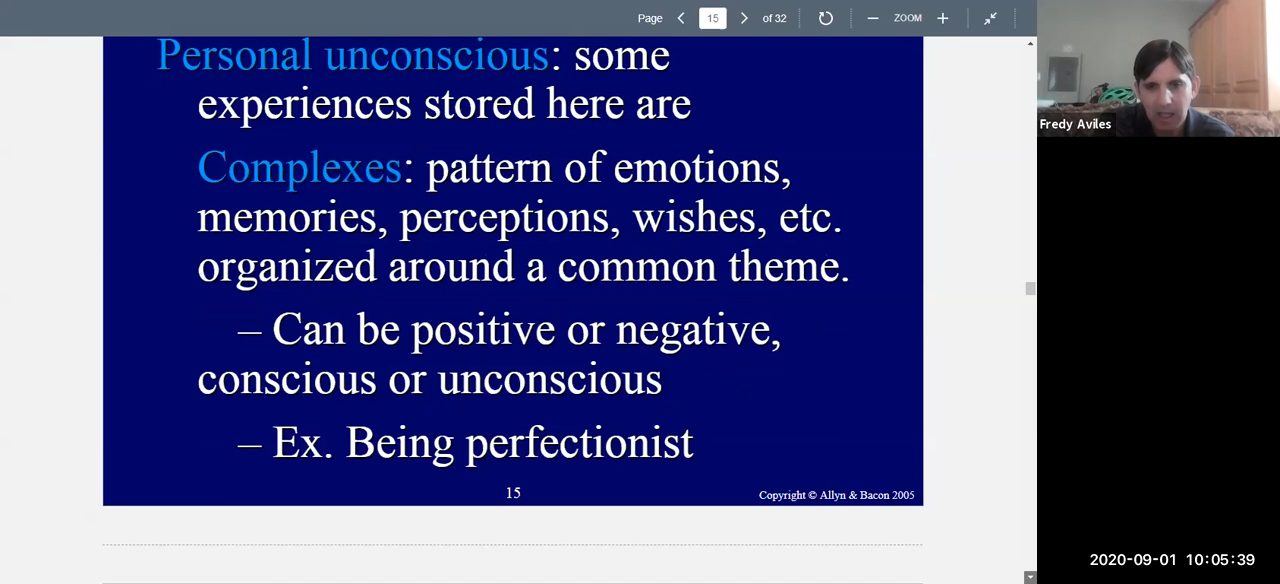 Page 15 of 32 ZOOM
Personal unconscious: some
experiences stored here are
Complexes: pattern of emotions,
memories, perceptions, wishes, etc.
organized around a common theme.
– Can be positive or negative,
conscious or unconscious
– Ex. Being perfectionist
15
Copyright © Allyn & Bacon 2005
Fredy Aviles
2020-09-01 10:05:39